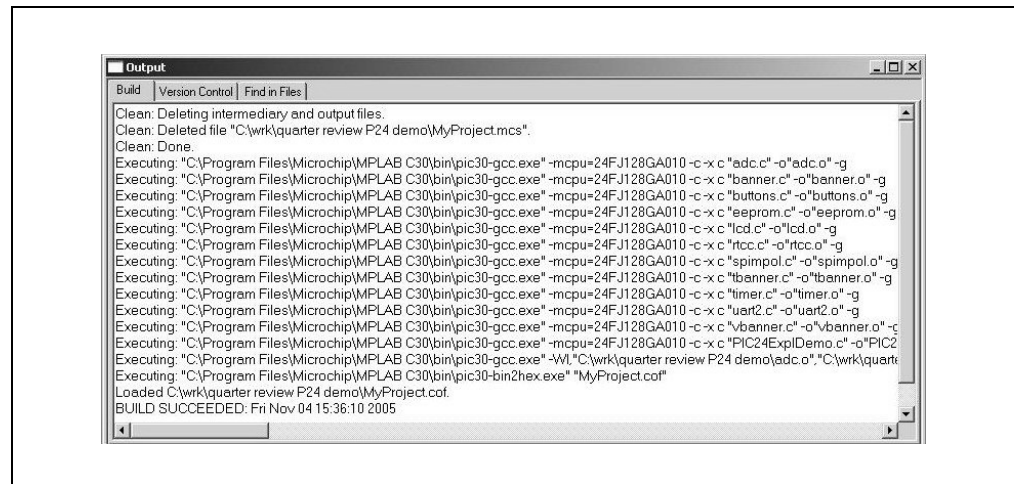 Output
Build Version Control Find in Files
Clean: Deleting intermediary and output files.
Clean: Deleted file "C:\wrk\quarter review P24 demo\MyProject.mcs".
Clean: Done.
Executing: "C:\Program Files\Microchip\MPLAB C30\bin\pic30-gcc.exe" -mcpu=24FJ128GA010 -c -x c "adc.c" -o"adc.o" -g
Executing: "C:\Program Files\Microchip\MPLAB C30\bin\pic30-gcc.exe" -mcpu=24FJ128GA010 -c -x c "banner.c" -o"banner.o" -g
Executing: "C:\Program Files\Microchip\MPLAB C30\bin\pic30-gcc.exe" -mcpu=24FJ128GA010 -c -x c "buttons.c" -o"buttons.o" -g
Executing: "C:\Program Files\Microchip\MPLAB C30\bin\pic30-gcc.exe" -mcpu=24FJ128GA010 -c -x c "eeprom.c" -o"eeprom.o" -g
Executing: "C:\Program Files\Microchip\MPLAB C30\bin\pic30-gcc.exe" -mcpu=24FJ128GA010 -c -x c "lcd.c" -o"lcd.o" -g
Executing: "C:\Program Files\Microchip\MPLAB C30\bin\pic30-gcc.exe" -mcpu=24FJ128GA010 -c -x c "rtcc.c" -o"rtcc.o" -g
Executing: "C:\Program Files\Microchip\MPLAB C30\bin\pic30-gcc.exe" -mcpu=24FJ128GA010 -c -x c "spimpol.c" -o"spimpol.o" -g
Executing: "C:\Program Files\Microchip\MPLAB C30\bin\pic30-gcc.exe" -mcpu=24FJ128GA010 -c -x c "tbanner.c" -o"tbanner.o" -g
Executing: "C:\Program Files\Microchip\MPLAB C30\bin\pic30-gcc.exe" -mcpu=24FJ128GA010 -c -x c "timer.c" -o"timer.o" -g
Executing: "C:\Program Files\Microchip\MPLAB C30\bin\pic30-gcc.exe" -mcpu=24FJ128GA010 -c -x c "uart2.c" -o"uart2.o" -g
Executing: "C:\Program Files\Microchip\MPLAB C30\bin\pic30-gcc.exe" -mcpu=24FJ128GA010 -c -x c "vbanner.c" -o"vbanner.o" -g
Executing: "C:\Program Files\Microchip\MPLAB C30\bin\pic30-gcc.exe" -mcpu=24FJ128GA010 -c -x c "PIC24ExplDemo.c" -o"PIC2
Executing: "C:\Program Files\Microchip\MPLAB C30\bin\pic30-gcc.exe" -Wl,"C:\wrk\quarter review P24 demo\adc.o","C:\wrk\quarte
Executing: "C:\Program Files\Microchip\MPLAB C30\bin\pic30-bin2hex.exe" "MyProject.cof"
Loaded C:\wrk\quarter review P24 demo\MyProject.cof.
BUILD SUCCEEDED: Fri Nov 04 15:36:10 2005